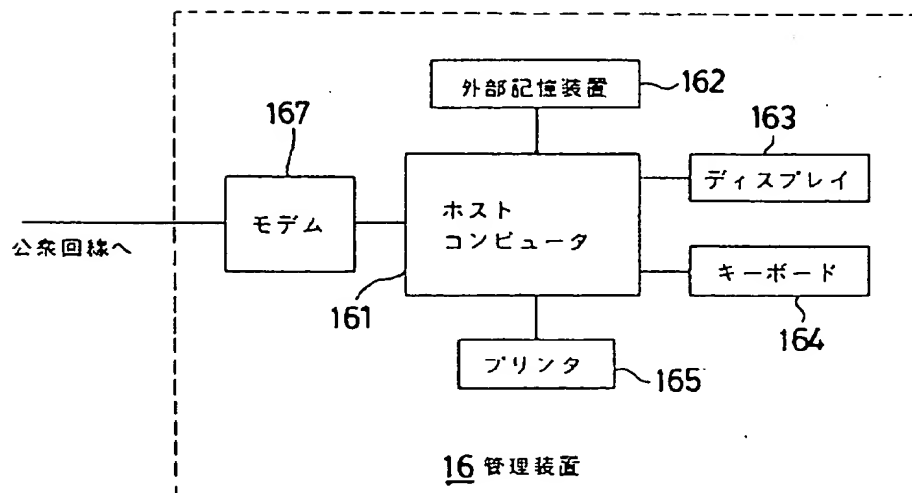 外部記憶装置
162
167
163
モデム
ディスプレイ
ホスト
コンピュータ
公衆回線へ
キーボード
161
164
プリンタ
165
16 管理装置